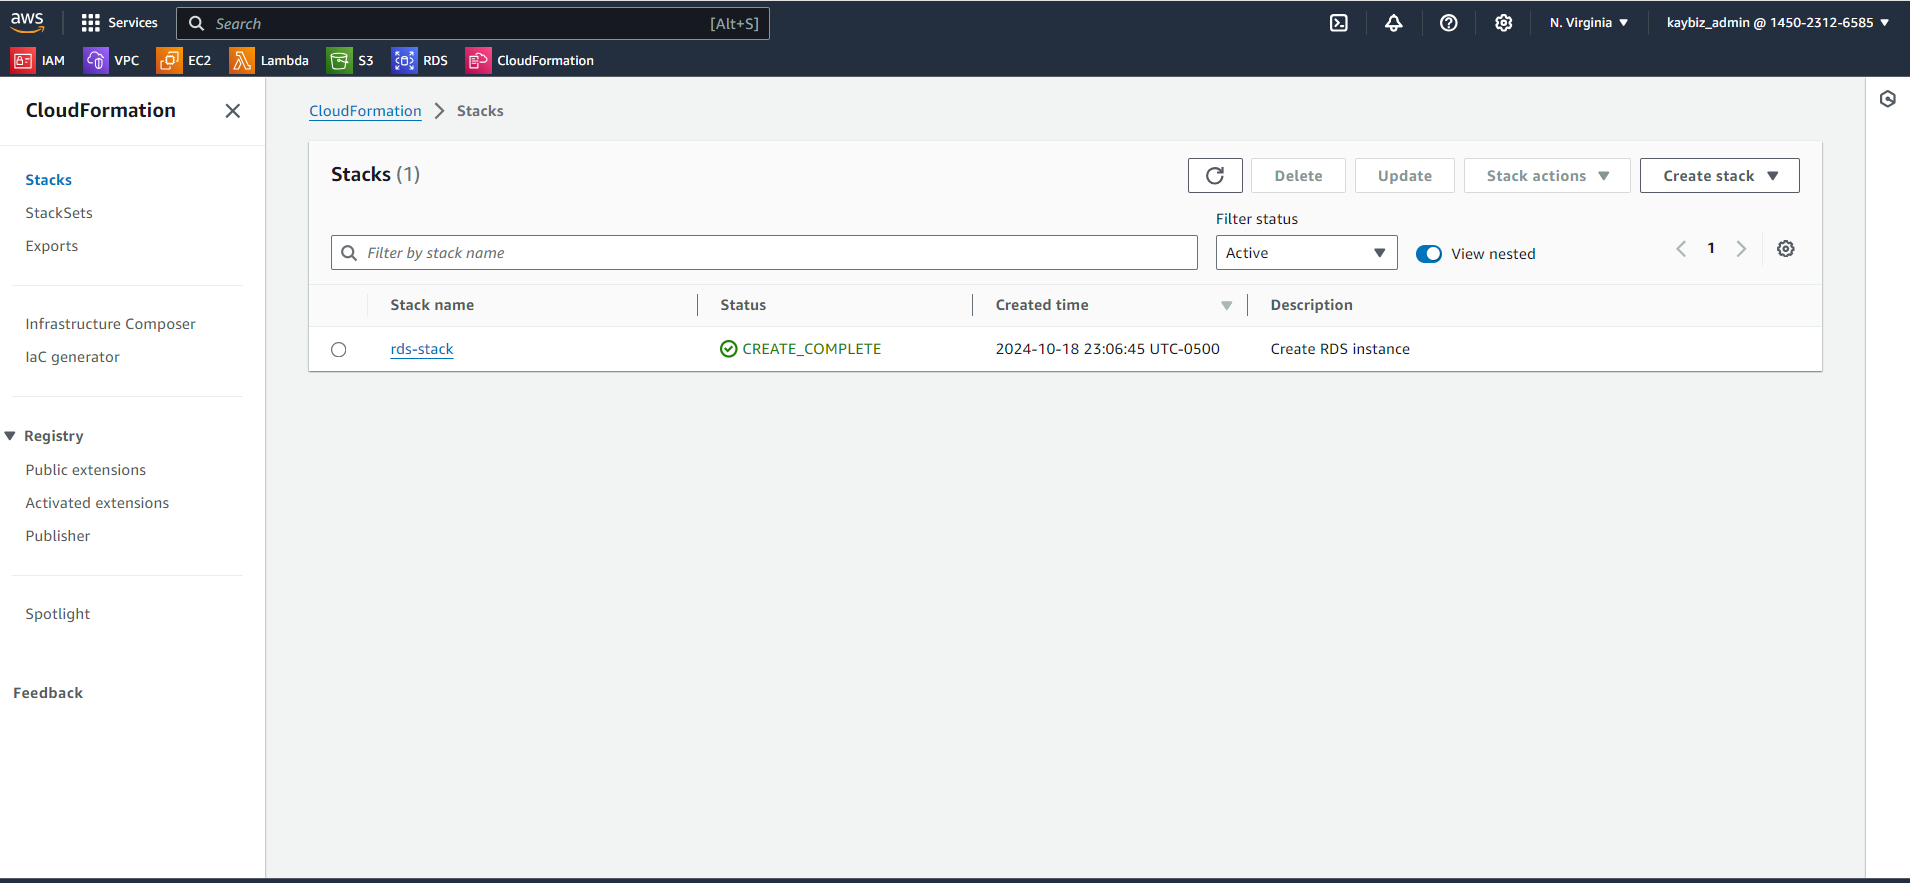 aws
Services
Search
[Alt+S]
N. Virginia
kaybiz_admin @ 1450-2312-6585
IAM
VPC
EC2
Lambda
S3
RDS
CloudFormation
CloudFormation
Stacks
StackSets
Exports
Infrastructure Composer
IaC generator
Registry
Public extensions
Activated extensions
Publisher
Spotlight
Feedback
CloudFormation > Stacks
Stacks (1)
Delete
Update
Stack actions
Create stack
Filter by stack name
Filter status
Active
View nested
1
Stack name Status Created time Description
rds-stack CREATE_COMPLETE 2024-10-18 23:06:45 UTC-0500 Create RDS instance